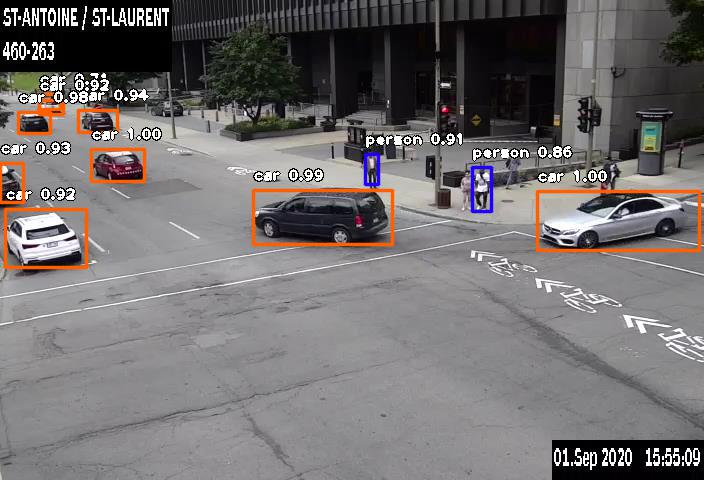 ST-ANTOINE / ST-LAURENT
460-263
car 0.92
car 0.98
car 0.94
car 1.00
person 0.91
person 0.86
car 0.93
car 0.99
car 1.00
car 0.92
01.Sep 2020 15:55:09